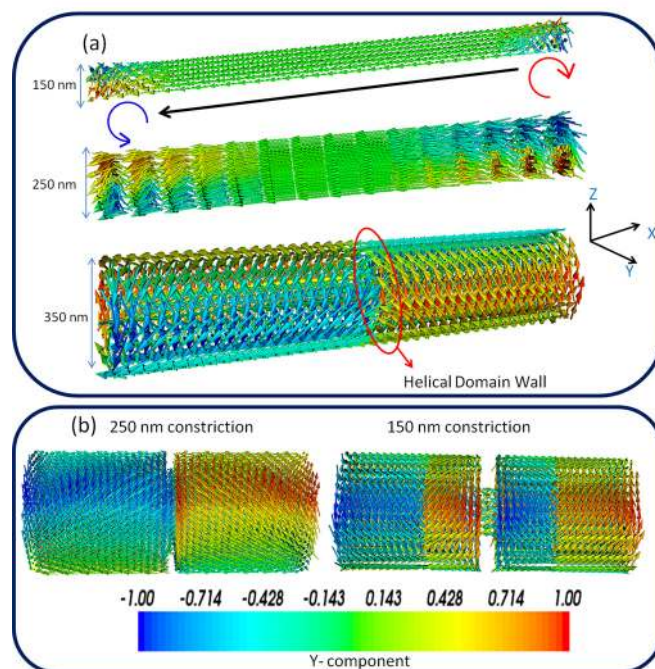 (a)
150 nm
250 nm
Z
X
Y
350 nm
Helical Domain Wall
(b)
250 nm constriction
150 nm constriction
-1.00 -0.714 -0.428 -0.143 0.143 0.428 0.714 1.00
Y- component